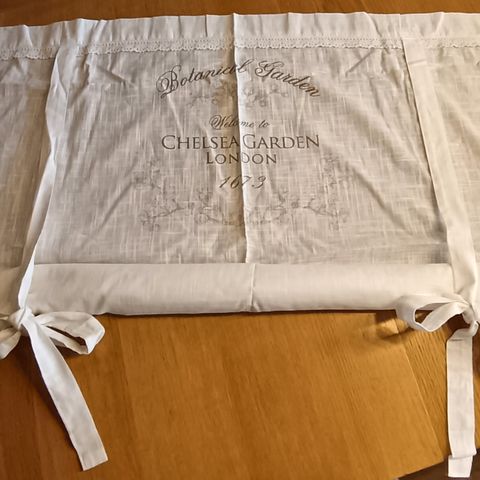 Botanical Garden
Welcome to
CHELSEA GARDEN
LONDON
1673